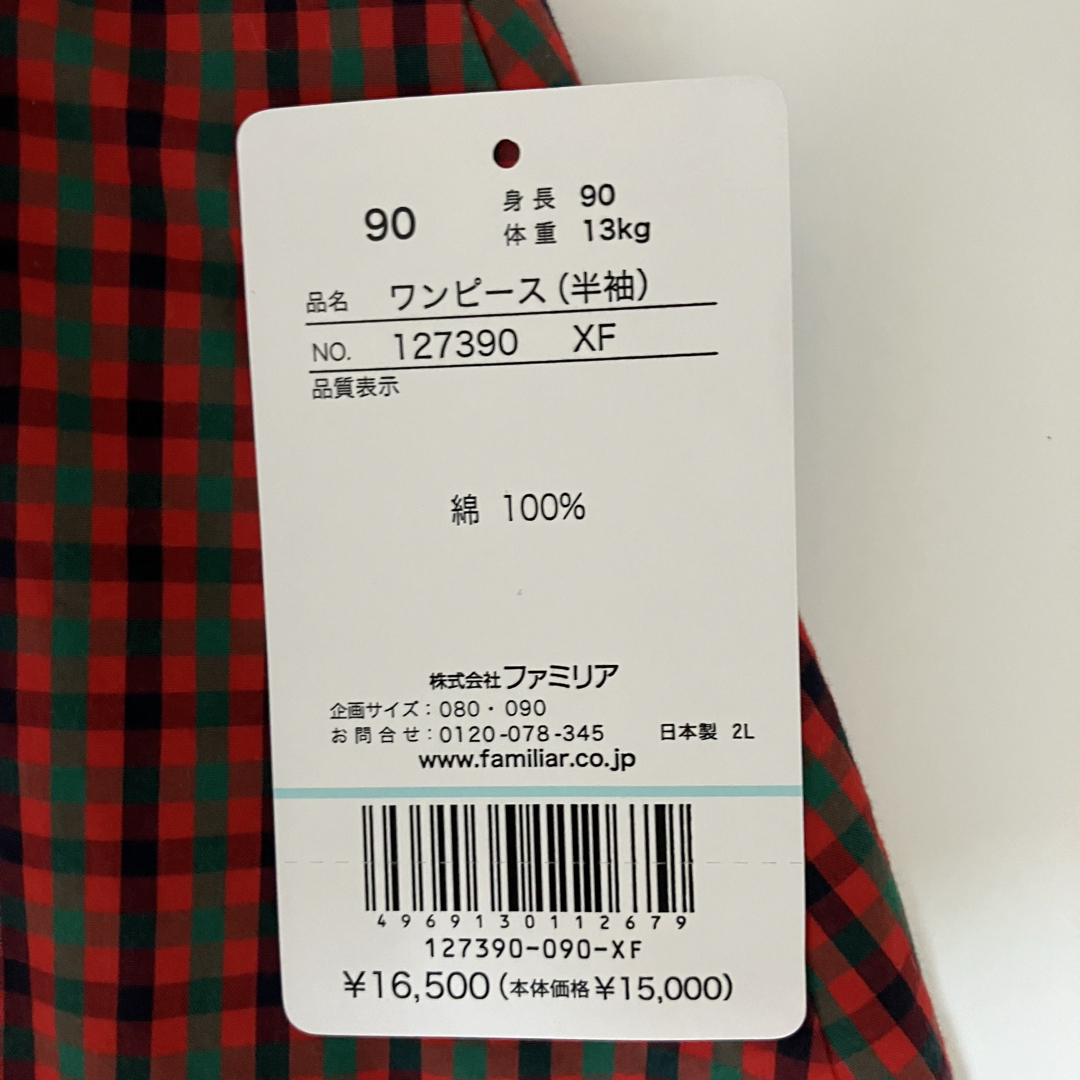 90
身長 90
体重 13kg
品名 ワンピース(半袖)
NO. 127390 XF
品質表示
綿 100%
株式会社ファミリア
企画サイズ:080・090
お問合せ:0120-078-345 日本製 2L
www.familiar.co.jp
4969130112679
127390-090-XF
¥16,500(本体価格¥15,000)